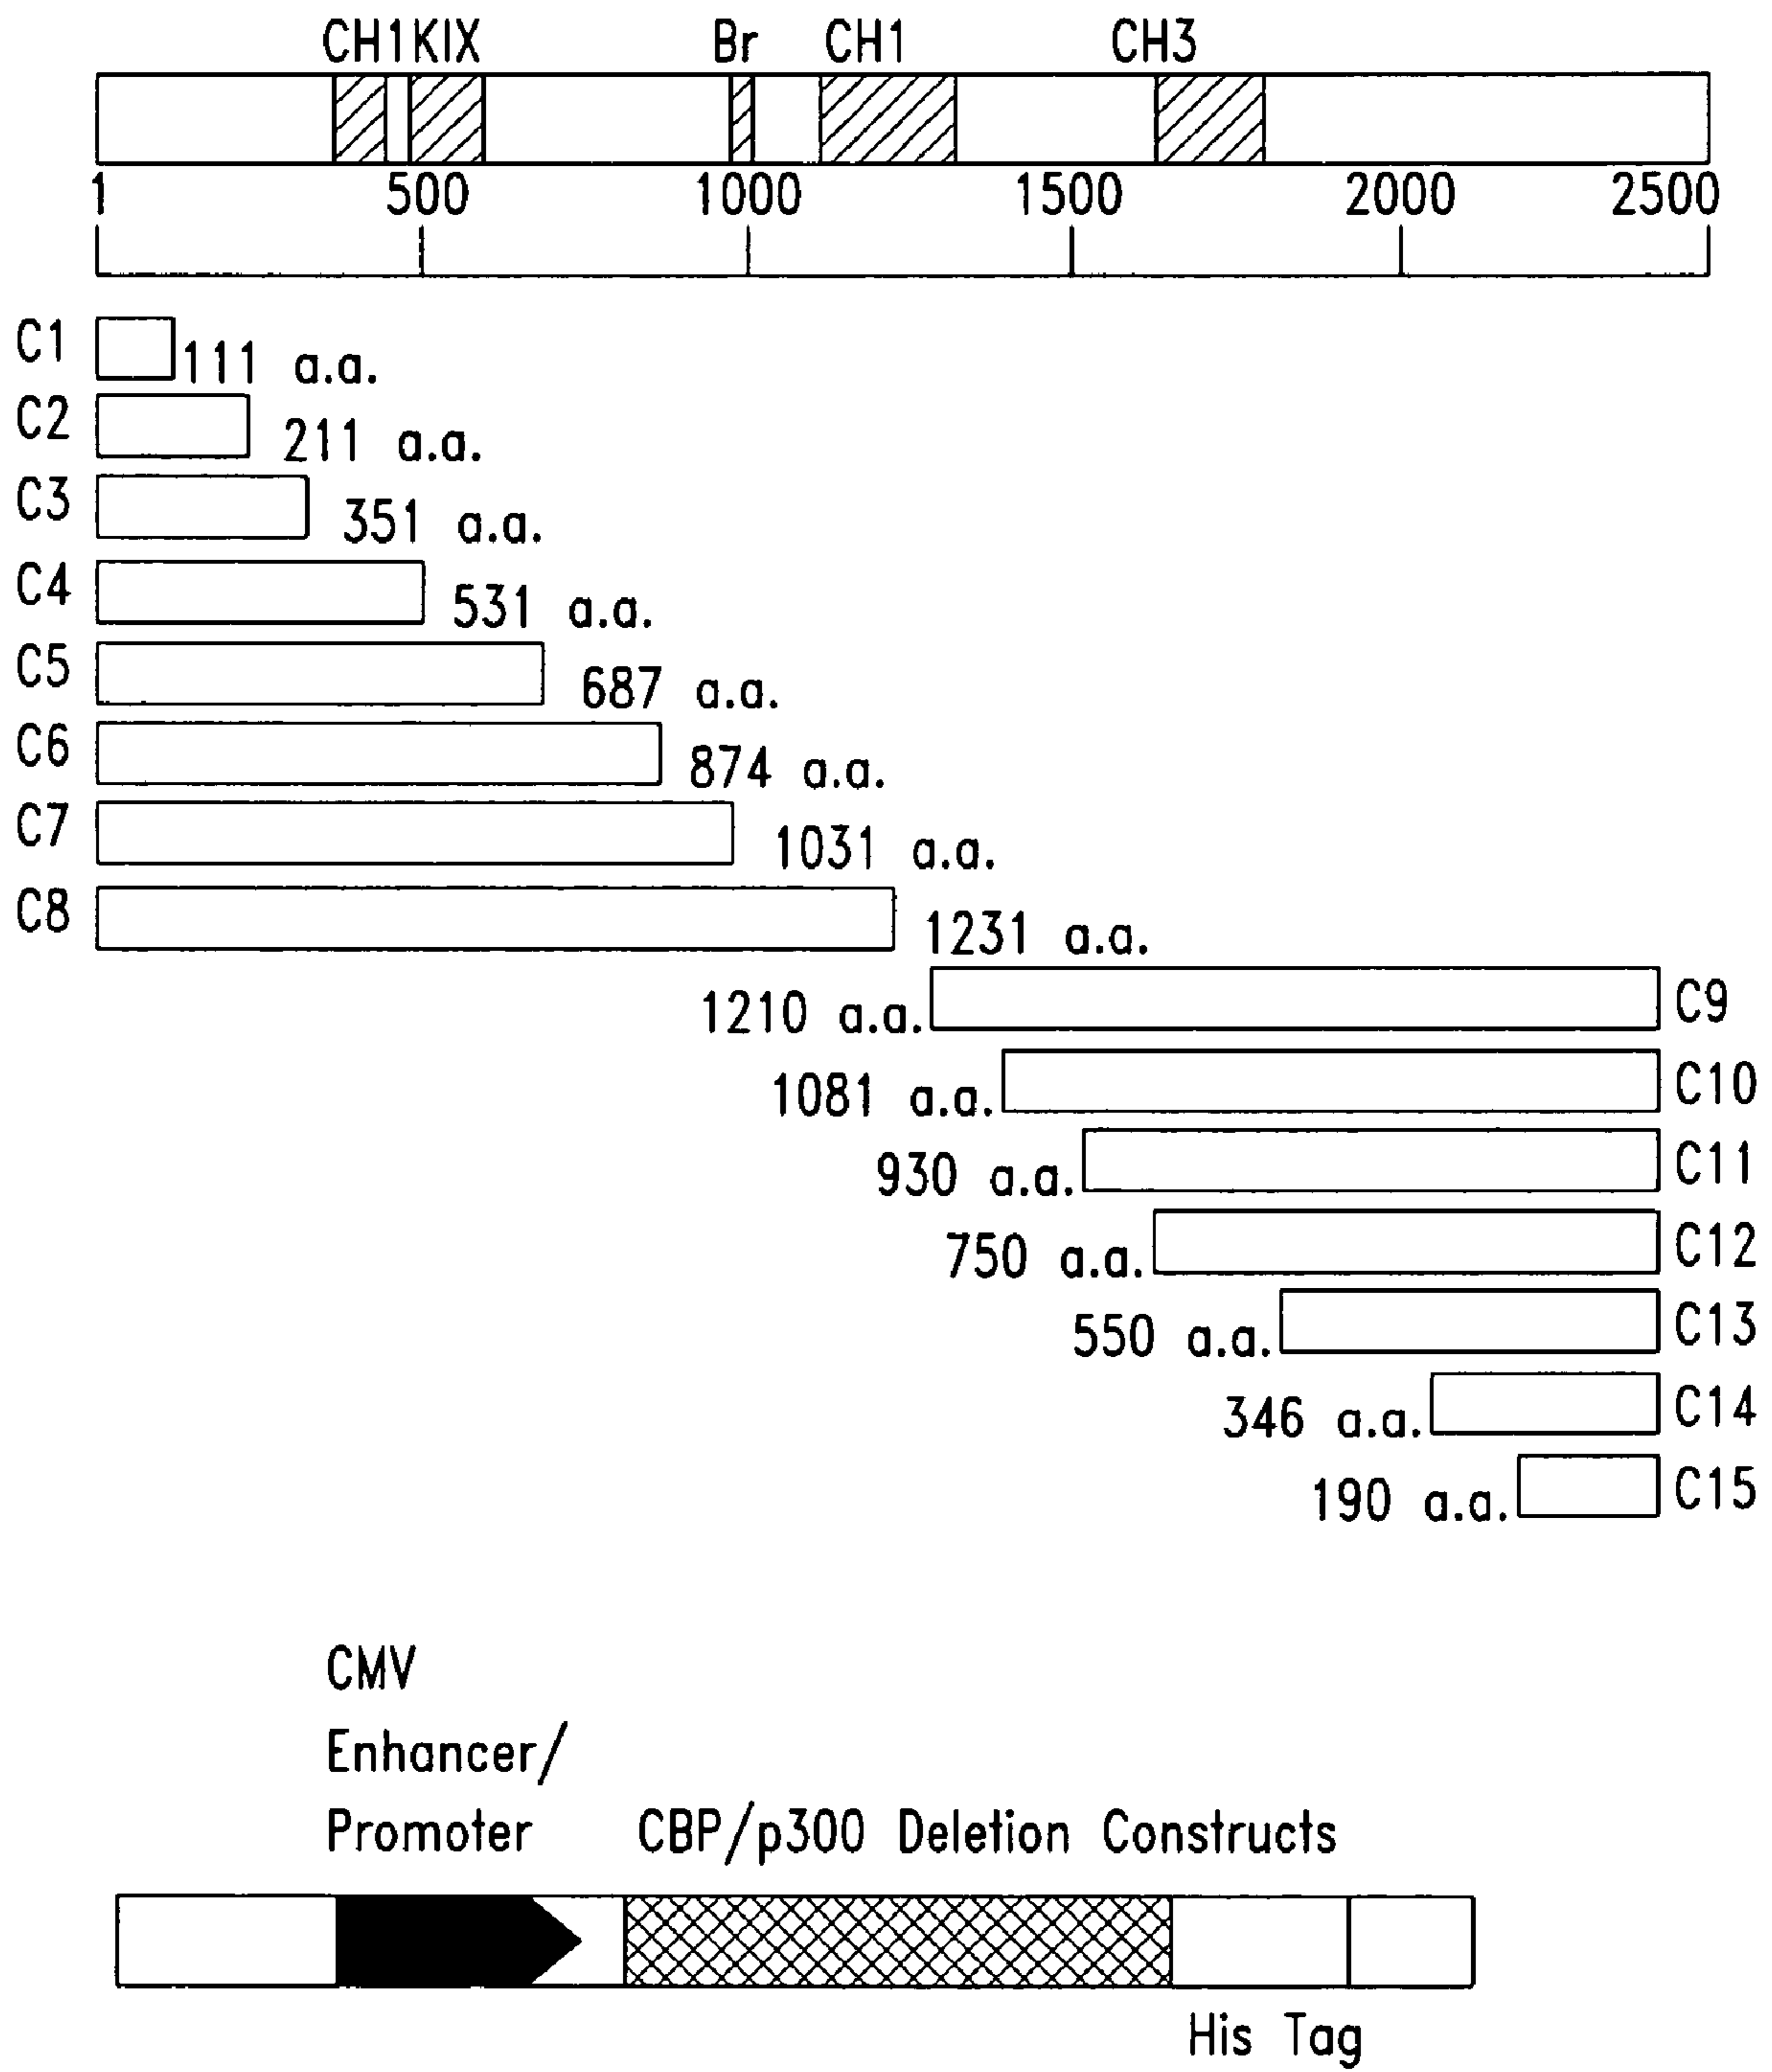 CH1 KIX Br CH1 CH3
1 500 1000 1500 2000 2500
C1 111 a.a.
C2 211 a.a.
C3 351 a.a.
C4 531 a.a.
C5 687 a.a.
C6 874 a.a.
C7 1031 a.a.
C8 1231 a.a.
1210 a.a. C9
1081 a.a. C10
930 a.a. C11
750 a.a. C12
550 a.a. C13
346 a.a. C14
190 a.a. C15
CMV
Enhancer/
Promoter CBP/p300 Deletion Constructs
His Tag